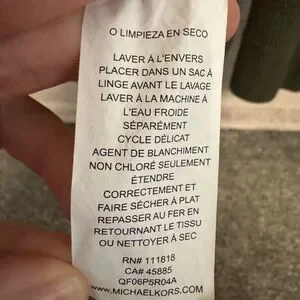 O LIMPIEZA EN SECO
LAVER À L'ENVERS
PLACER DANS UN SAC À
LINGE AVANT LE LAVAGE
LAVER À LA MACHINE À
L'EAU FROIDE
SÉPARÉMENT
CYCLE DÉLICAT
AGENT DE BLANCHIMENT
NON CHLORÉ SEULEMENT
ÉTENDRE
CORRECTEMENT ET
FAIRE SÉCHER À PLAT
REPASSER AU FER EN
RETOURNANT LE TISSU
OU NETTOYER À SEC
RN# 111818
CA# 45885
QF06P5R04A
WWW.MICHAELKORS.COM